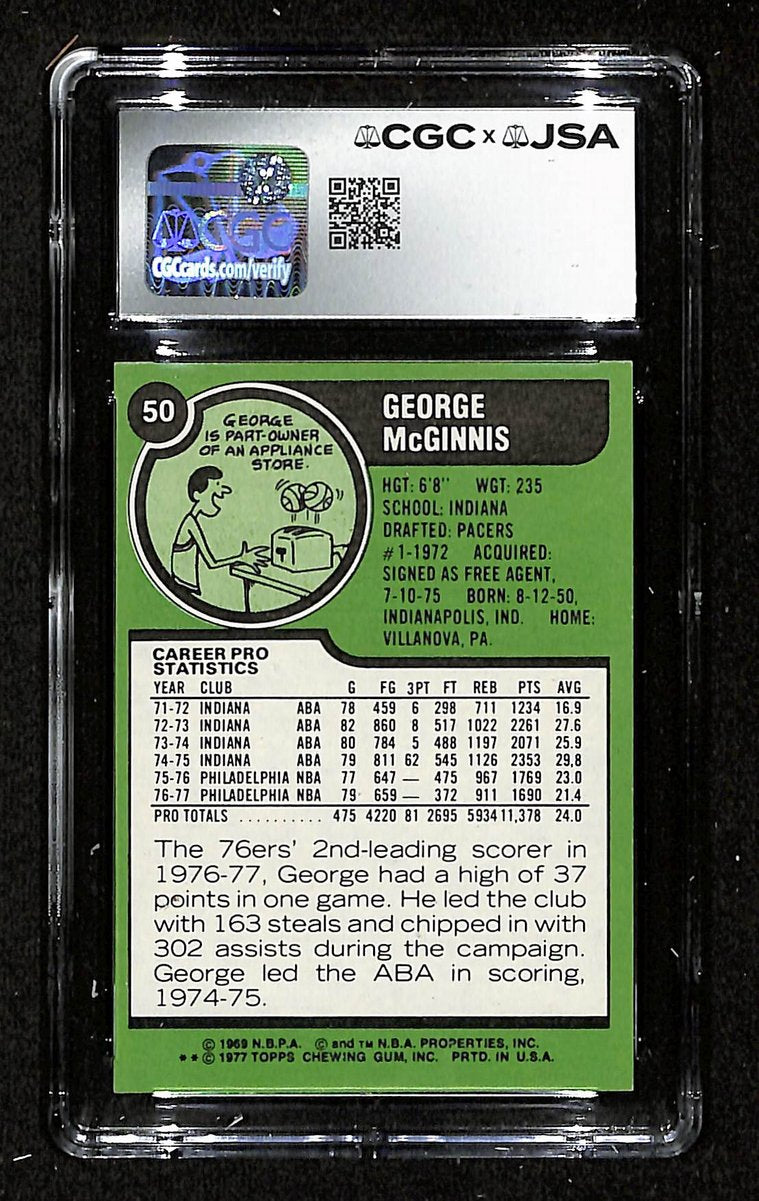 CGC x JSA
CGC
CGCcards.com/verify
50
GEORGE
IS PART-OWNER
OF AN APPLIANCE
STORE.
GEORGE
McGINNIS
HGT: 6'8" WGT: 235
SCHOOL: INDIANA
DRAFTED: PACERS
#1-1972 ACQUIRED:
SIGNED AS FREE AGENT,
7-10-75 BORN: 8-12-50,
INDIANAPOLIS, IND. HOME:
VILLANOVA, PA.
CAREER PRO
STATISTICS
YEAR CLUB G FG 3PT FT REB PTS AVG
71-72 INDIANA ABA 78 459 6 298 711 1234 16.9
72-73 INDIANA ABA 82 860 8 517 1022 2261 27.6
73-74 INDIANA ABA 80 784 5 488 1197 2071 25.9
74-75 INDIANA ABA 79 811 62 545 1126 2353 29.8
75-76 PHILADELPHIA NBA 77 647 — 475 967 1769 23.0
76-77 PHILADELPHIA NBA 79 659 — 372 911 1690 21.4
PRO TOTALS .......... 475 4220 81 2695 5934 11,378 24.0
The 76ers' 2nd-leading scorer in
1976-77, George had a high of 37
points in one game. He led the club
with 163 steals and chipped in with
302 assists during the campaign.
George led the ABA in scoring,
1974-75.
© 1969 N.B.P.A. © and TM N.B.A. PROPERTIES, INC.
** © 1977 TOPPS CHEWING GUM, INC. PRTD. IN U.S.A.